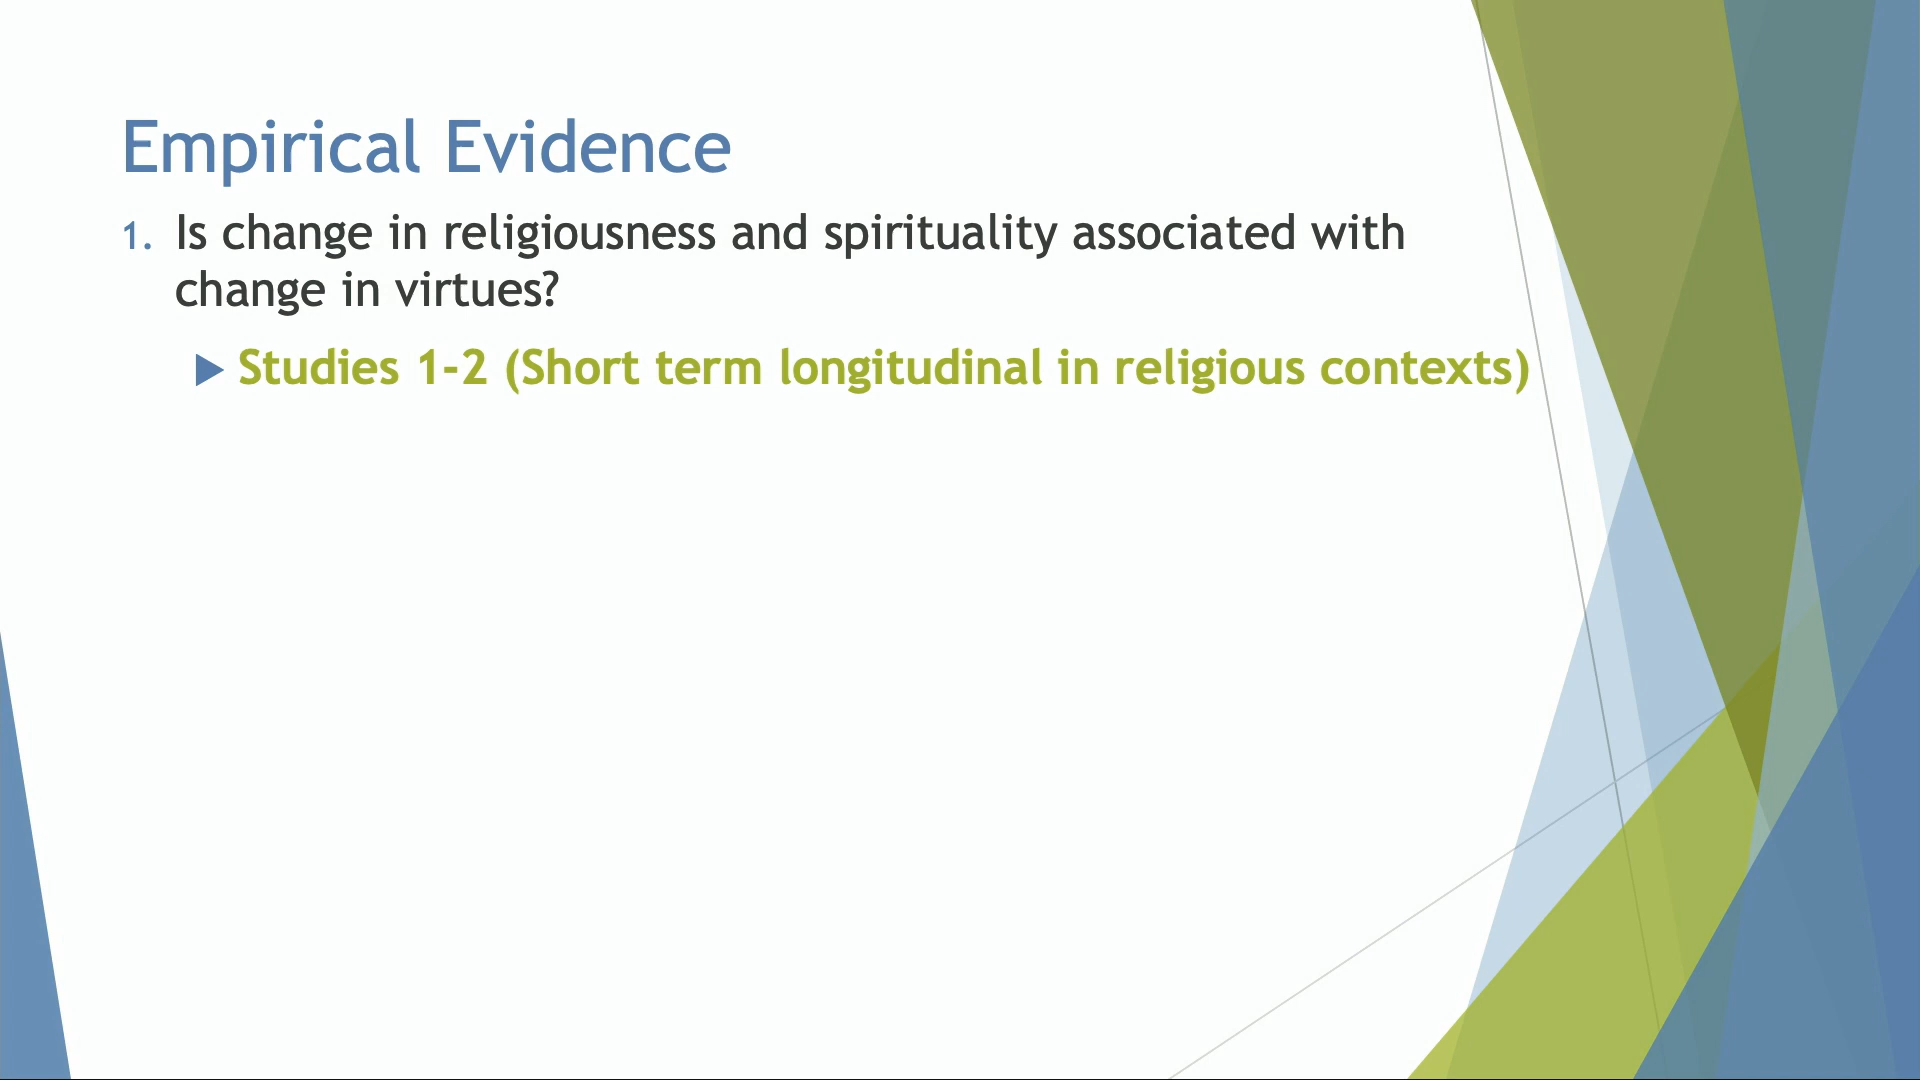 Empirical Evidence
1. Is change in religiousness and spirituality associated with
change in virtues?
▶ Studies 1-2 (Short term longitudinal in religious contexts)